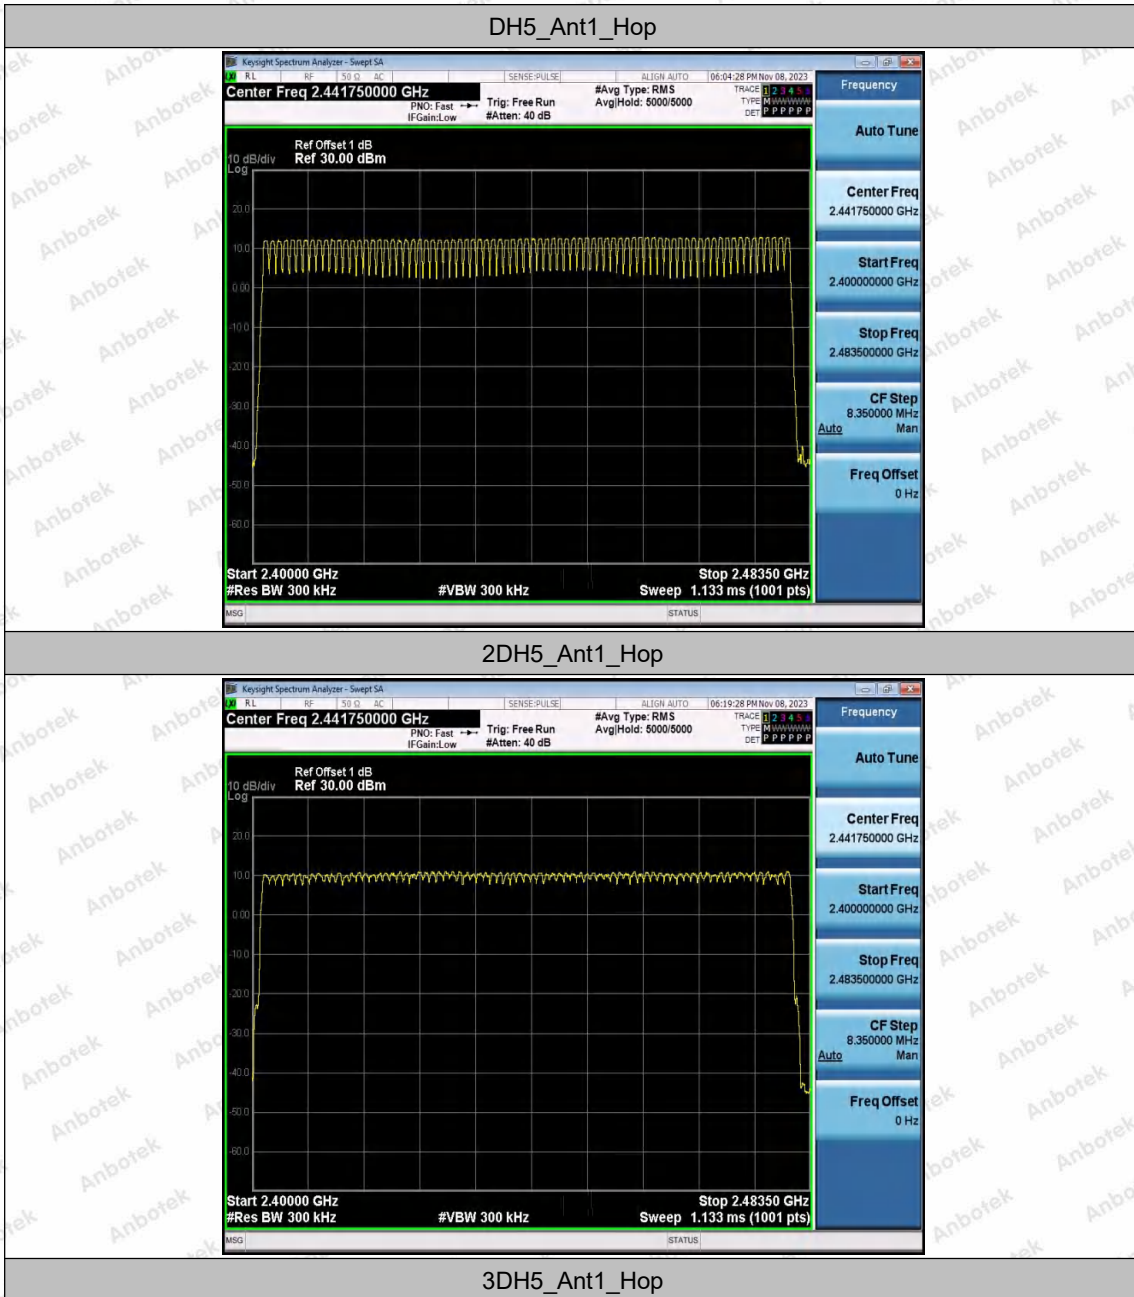 DH5_Ant1_Hop
Keysight Spectrum Analyzer - Swept SA
RL RF 50 Ω AC SENSE:PULSE ALIGN AUTO 06:04:28 PM Nov 08, 2023
Center Freq 2.441750000 GHz #Avg Type: RMS TRACE 1 2 3 4 5 6
PNO: Fast Trig: Free Run Avg|Hold: 5000/5000 TYPE M WWWWW
IFGain:Low #Atten: 40 dB DET P P P P P P
Frequency
Auto Tune
Center Freq
2.441750000 GHz
Start Freq
2.400000000 GHz
Stop Freq
2.483500000 GHz
CF Step
8.350000 MHz
Auto Man
Freq Offset
0 Hz
Ref Offset 1 dB
10 dB/div Ref 30.00 dBm
Log
20.0
10.0
0.00
-10.0
-20.0
-30.0
-40.0
-50.0
-60.0
Start 2.40000 GHz Stop 2.48350 GHz
#Res BW 300 kHz #VBW 300 kHz Sweep 1.133 ms (1001 pts)
MSG STATUS
2DH5_Ant1_Hop
Keysight Spectrum Analyzer - Swept SA
RL RF 50 Ω AC SENSE:PULSE ALIGN AUTO 06:19:28 PM Nov 08, 2023
Center Freq 2.441750000 GHz #Avg Type: RMS TRACE 1 2 3 4 5 6
PNO: Fast Trig: Free Run Avg|Hold: 5000/5000 TYPE M WWWWW
IFGain:Low #Atten: 40 dB DET P P P P P P
Frequency
Auto Tune
Center Freq
2.441750000 GHz
Start Freq
2.400000000 GHz
Stop Freq
2.483500000 GHz
CF Step
8.350000 MHz
Auto Man
Freq Offset
0 Hz
Ref Offset 1 dB
10 dB/div Ref 30.00 dBm
Log
20.0
10.0
0.00
-10.0
-20.0
-30.0
-40.0
-50.0
-60.0
Start 2.40000 GHz Stop 2.48350 GHz
#Res BW 300 kHz #VBW 300 kHz Sweep 1.133 ms (1001 pts)
MSG STATUS
3DH5_Ant1_Hop
Anbotek